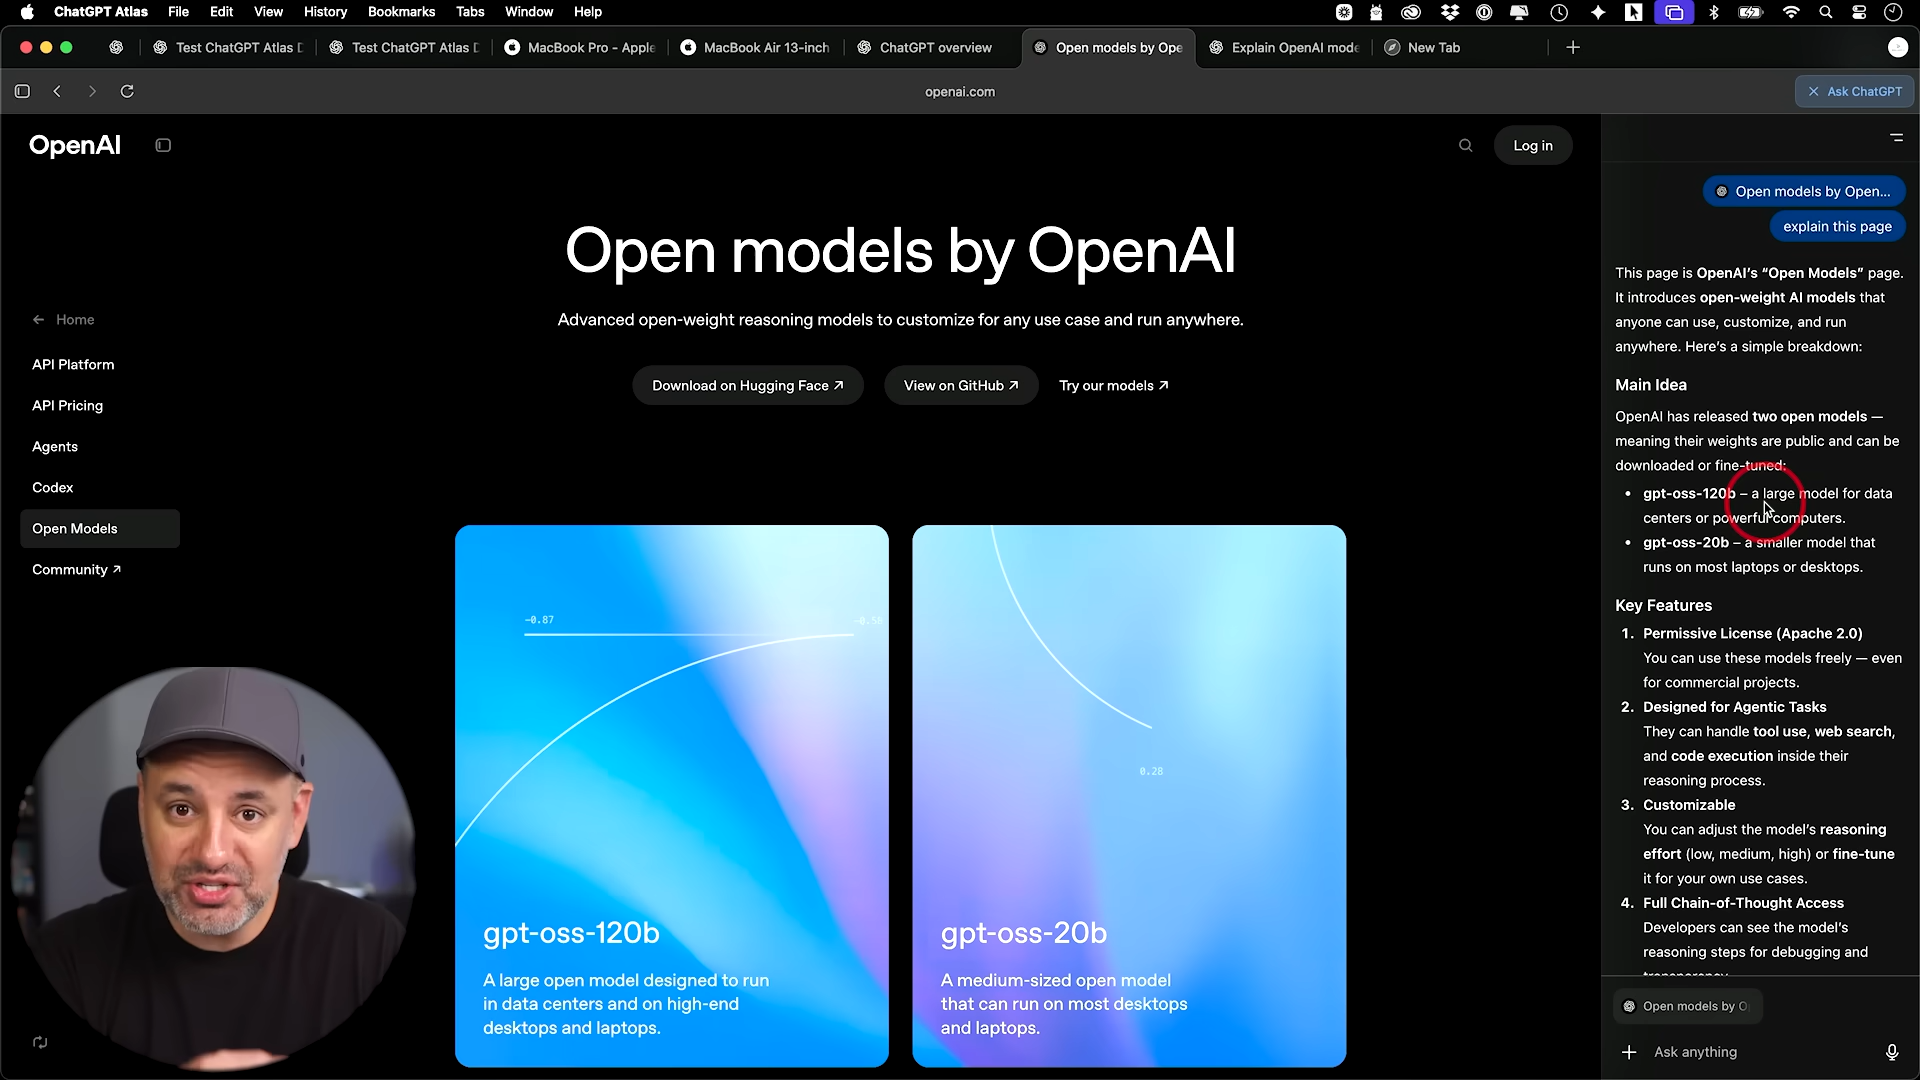 ChatGPT Atlas File Edit View History Bookmarks Tabs Window Help
Test ChatGPT Atlas
Test ChatGPT Atlas
MacBook Pro - Apple
MacBook Air 13-inch
ChatGPT overview
Open models by Ope
Explain OpenAI mode
New Tab
openai.com
Ask ChatGPT
OpenAI
Log in
Home
API Platform
API Pricing
Agents
Codex
Open Models
Community ↗
Open models by OpenAI
Advanced open-weight reasoning models to customize for any use case and run anywhere.
Download on Hugging Face ↗
View on GitHub ↗
Try our models ↗
-0.87
0.28
gpt-oss-120b
A large open model designed to run
in data centers and on high-end
desktops and laptops.
gpt-oss-20b
A medium-sized open model
that can run on most desktops
and laptops.
Open models by Open...
explain this page
This page is OpenAI's “Open Models” page.
It introduces open-weight AI models that
anyone can use, customize, and run
anywhere. Here's a simple breakdown:
Main Idea
OpenAI has released two open models —
meaning their weights are public and can be
downloaded or fine-tuned:
• gpt-oss-120b – a large model for data
centers or powerful computers.
• gpt-oss-20b – a smaller model that
runs on most laptops or desktops.
Key Features
1. Permissive License (Apache 2.0)
You can use these models freely — even
for commercial projects.
2. Designed for Agentic Tasks
They can handle tool use, web search,
and code execution inside their
reasoning process.
3. Customizable
You can adjust the model's reasoning
effort (low, medium, high) or fine-tune
it for your own use cases.
4. Full Chain-of-Thought Access
Developers can see the model's
reasoning steps for debugging and
Open models by O
Ask anything